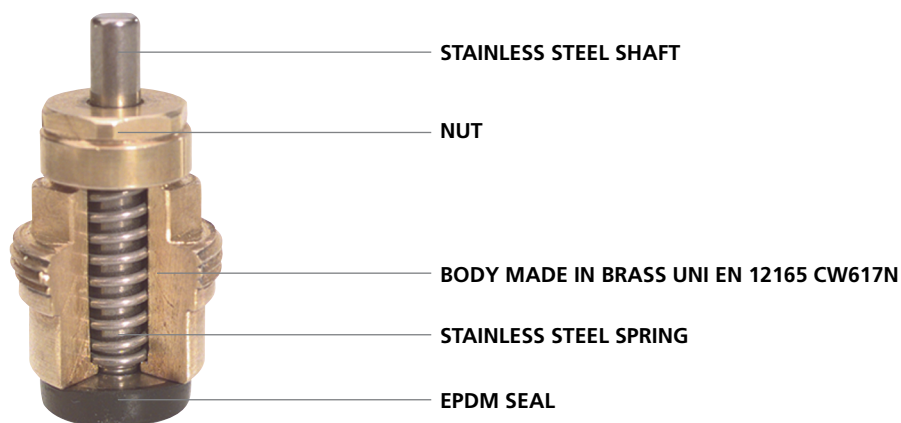 STAINLESS STEEL SHAFT
NUT
BODY MADE IN BRASS UNI EN 12165 CW617N
STAINLESS STEEL SPRING
EPDM SEAL